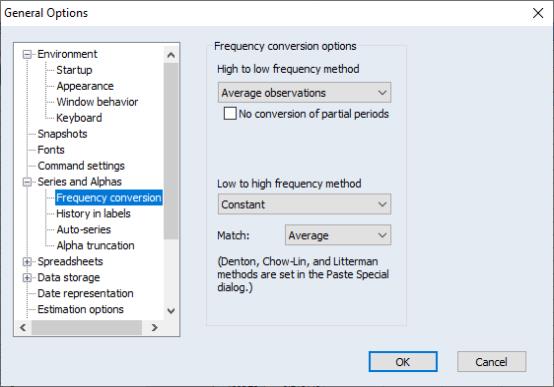 General Options
Environment
Startup
Appearance
Window behavior
Keyboard
Snapshots
Fonts
Command settings
Series and Alphas
Frequency conversion
History in labels
Auto-series
Alpha truncation
Spreadsheets
Data storage
Date representation
Estimation options
Frequency conversion options
High to low frequency method
Average observations
No conversion of partial periods
Low to high frequency method
Constant
Match: Average
(Denton, Chow-Lin, and Litterman
methods are set in the Paste Special
dialog.)
OK Cancel